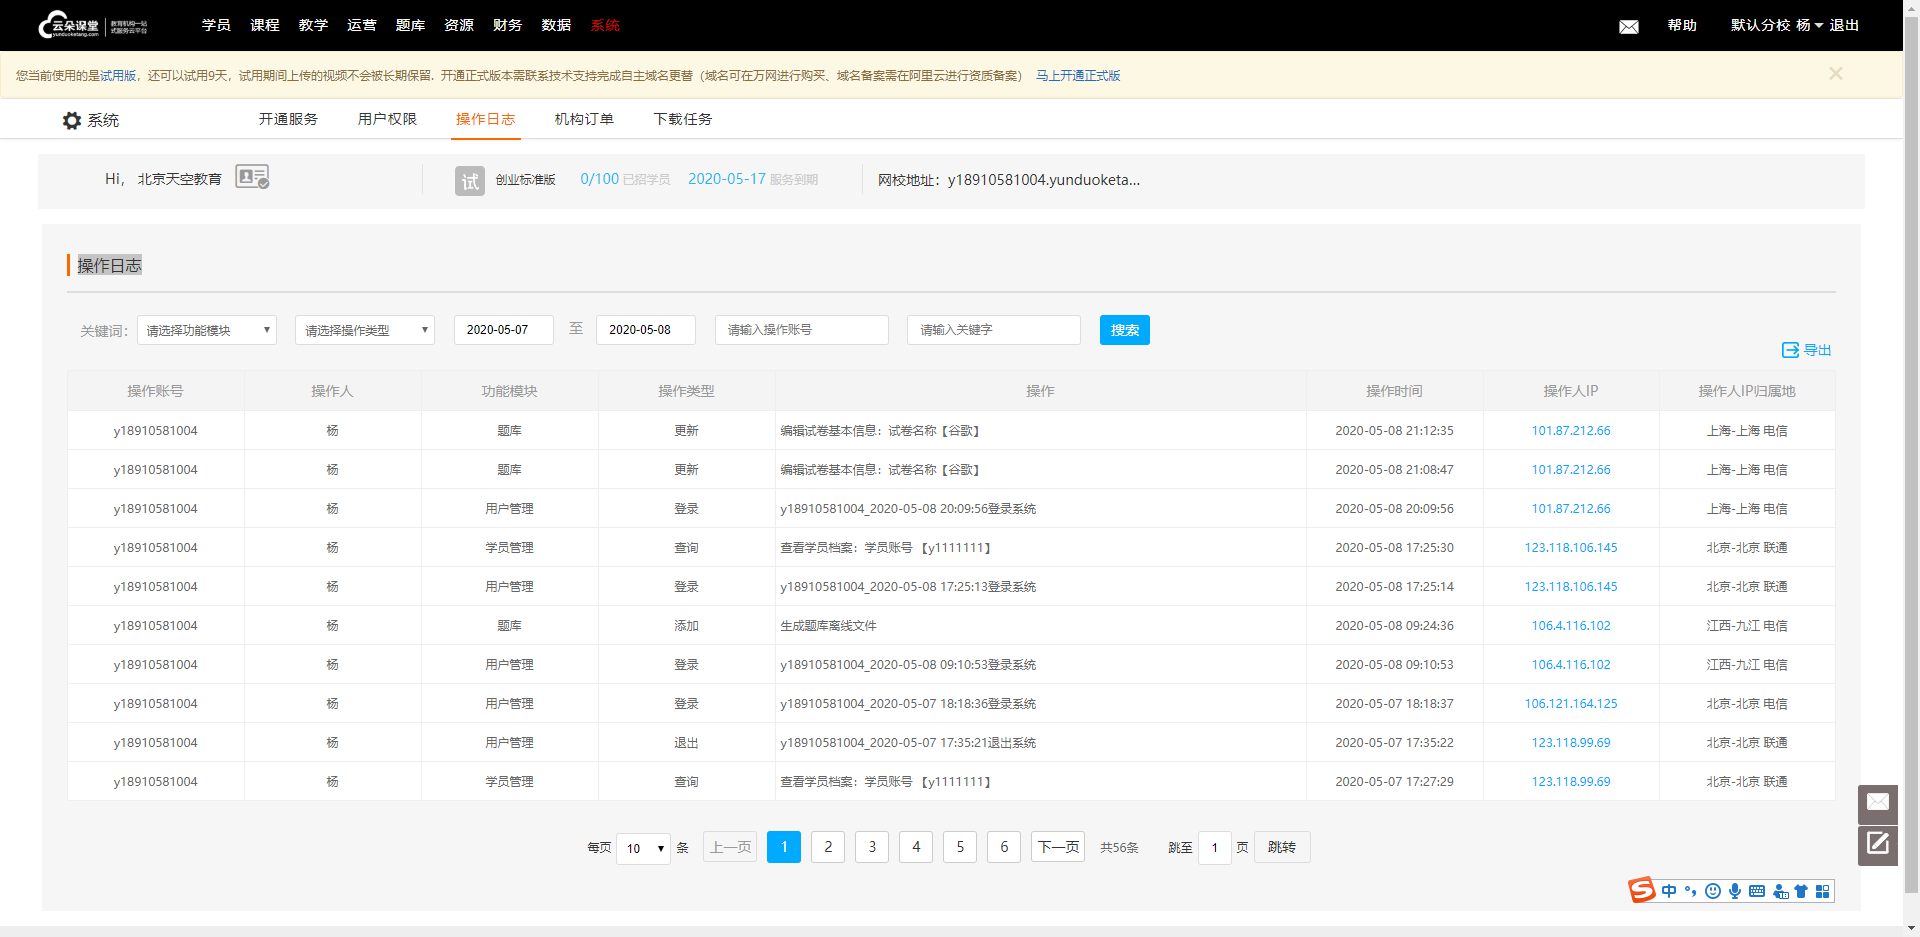 云朵课堂 教育机构一站
yunduoketang.com 式服务云平台
学员 课程 教学 运营 题库 资源 财务 数据 系统 帮助 默认分校 杨 退出
您当前使用的是试用版，还可以试用9天，试用期间上传的视频不会被长期保留. 开通正式版本需联系技术支持完成自主域名更替（域名可在万网进行购买、域名备案需在阿里云进行资质备案） 马上开通正式版
系统 开通服务 用户权限 操作日志 机构订单 下载任务
Hi， 北京天空教育 试 创业标准版 0/100 已招学员 2020-05-17 服务到期 网校地址：y18910581004.yunduoketa...
操作日志
关键词： 请选择功能模块 请选择操作类型 2020-05-07 至 2020-05-08 请输入操作账号 请输入关键字 搜索
导出
操作账号 操作人 功能模块 操作类型 操作 操作时间 操作人IP 操作人IP归属地
y18910581004 杨 题库 更新 编辑试卷基本信息：试卷名称【谷歌】 2020-05-08 21:12:35 101.87.212.66 上海-上海 电信
y18910581004 杨 题库 更新 编辑试卷基本信息：试卷名称【谷歌】 2020-05-08 21:08:47 101.87.212.66 上海-上海 电信
y18910581004 杨 用户管理 登录 y18910581004_2020-05-08 20:09:56登录系统 2020-05-08 20:09:56 101.87.212.66 上海-上海 电信
y18910581004 杨 学员管理 查询 查看学员档案：学员账号 【y1111111】 2020-05-08 17:25:30 123.118.106.145 北京-北京 联通
y18910581004 杨 用户管理 登录 y18910581004_2020-05-08 17:25:13登录系统 2020-05-08 17:25:14 123.118.106.145 北京-北京 联通
y18910581004 杨 题库 添加 生成题库离线文件 2020-05-08 09:24:36 106.4.116.102 江西-九江 电信
y18910581004 杨 用户管理 登录 y18910581004_2020-05-08 09:10:53登录系统 2020-05-08 09:10:53 106.4.116.102 江西-九江 电信
y18910581004 杨 用户管理 登录 y18910581004_2020-05-07 18:18:36登录系统 2020-05-07 18:18:37 106.121.164.125 北京-北京 电信
y18910581004 杨 用户管理 退出 y18910581004_2020-05-07 17:35:21退出系统 2020-05-07 17:35:22 123.118.99.69 北京-北京 联通
y18910581004 杨 学员管理 查询 查看学员档案：学员账号 【y1111111】 2020-05-07 17:27:29 123.118.99.69 北京-北京 联通
每页 10 条 上一页 1 2 3 4 5 6 下一页 共56条 跳至 1 页 跳转
S 中